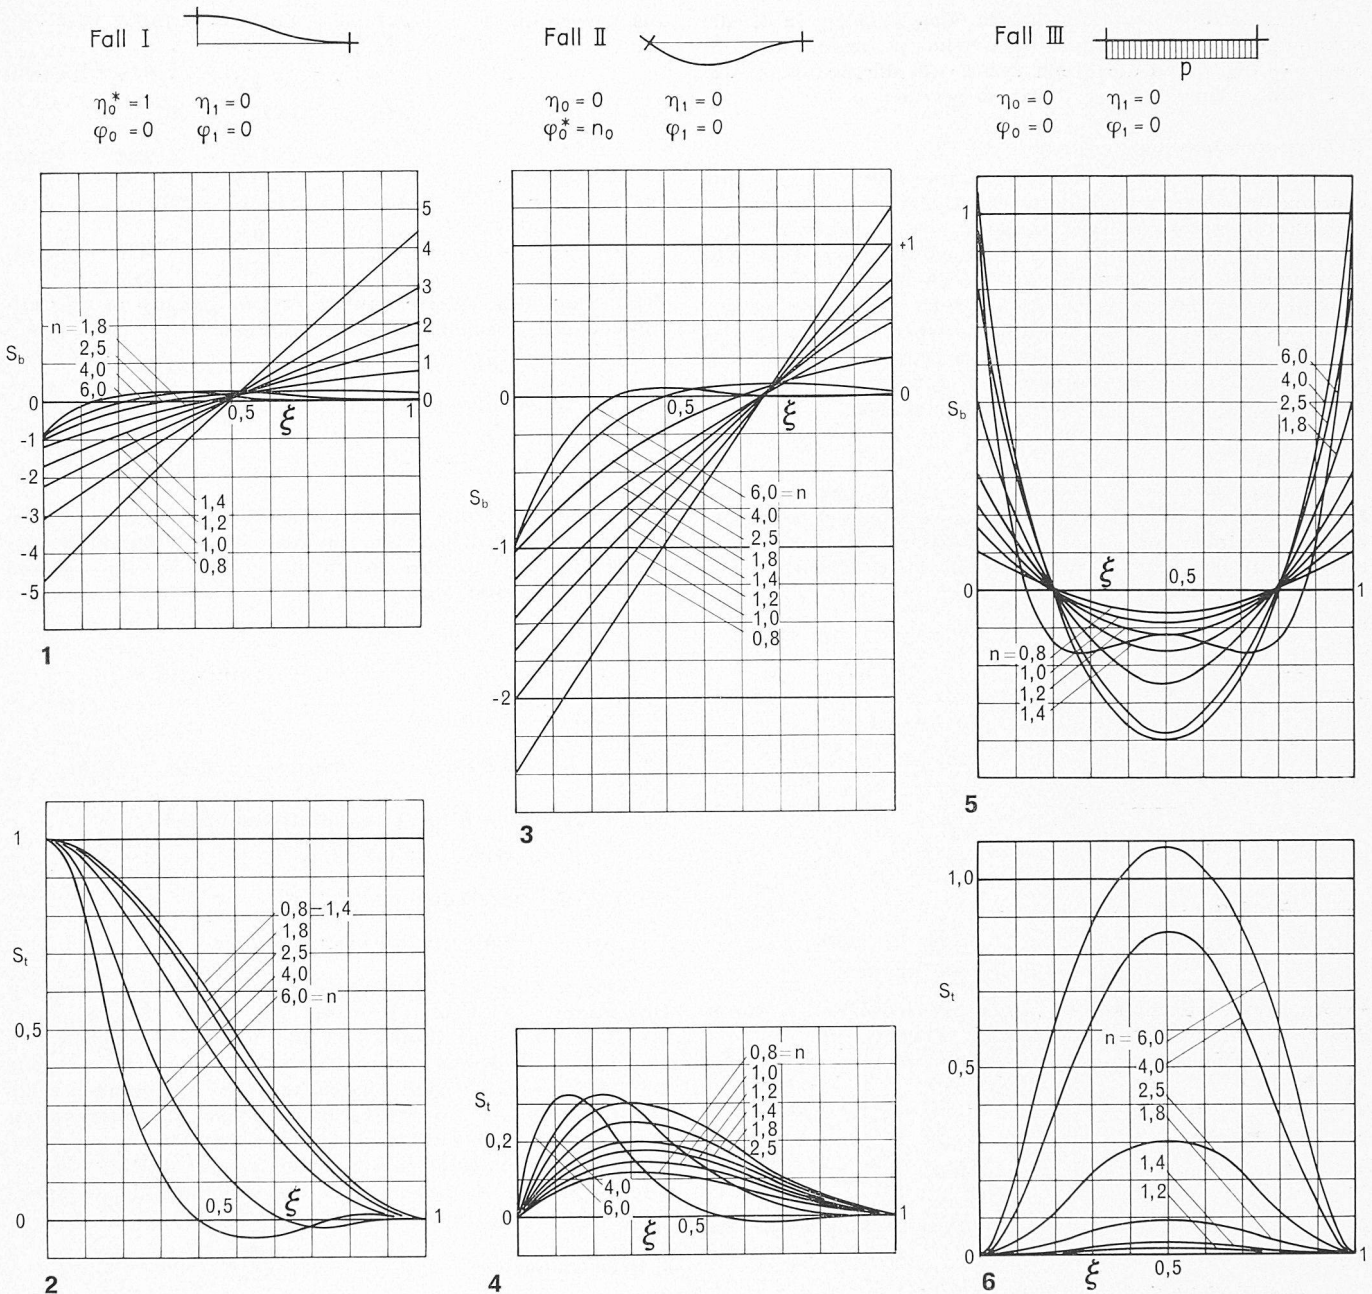 Fall I
η₀* = 1 η₁ = 0
φ₀ = 0 φ₁ = 0
Fall II
η₀ = 0 η₁ = 0
φ₀* = n₀ φ₁ = 0
Fall III
p
η₀ = 0 η₁ = 0
φ₀ = 0 φ₁ = 0
5
4
3
2
1
0
n = 1,8
2,5
4,0
6,0
S_b
0
-1
-2
-3
-4
-5
0,5
ξ
1
1,4
1,2
1,0
0,8
1
1
S_t
0,5
0
0,8–1,4
1,8
2,5
4,0
6,0 = n
0,5
ξ
1
2
+1
0
0
0,5
ξ
S_b
-1
-2
6,0 = n
4,0
2,5
1,8
1,4
1,2
1,0
0,8
3
S_t
0,2
0
0,8 = n
1,0
1,2
1,4
1,8
2,5
4,0
6,0
ξ
0,5
1
4
1
S_b
0
6,0
4,0
2,5
1,8
ξ
0,5
1
n = 0,8
1,0
1,2
1,4
5
1,0
S_t
0,5
0
n = 6,0
4,0
2,5
1,8
1,4
1,2
ξ
0,5
1
6